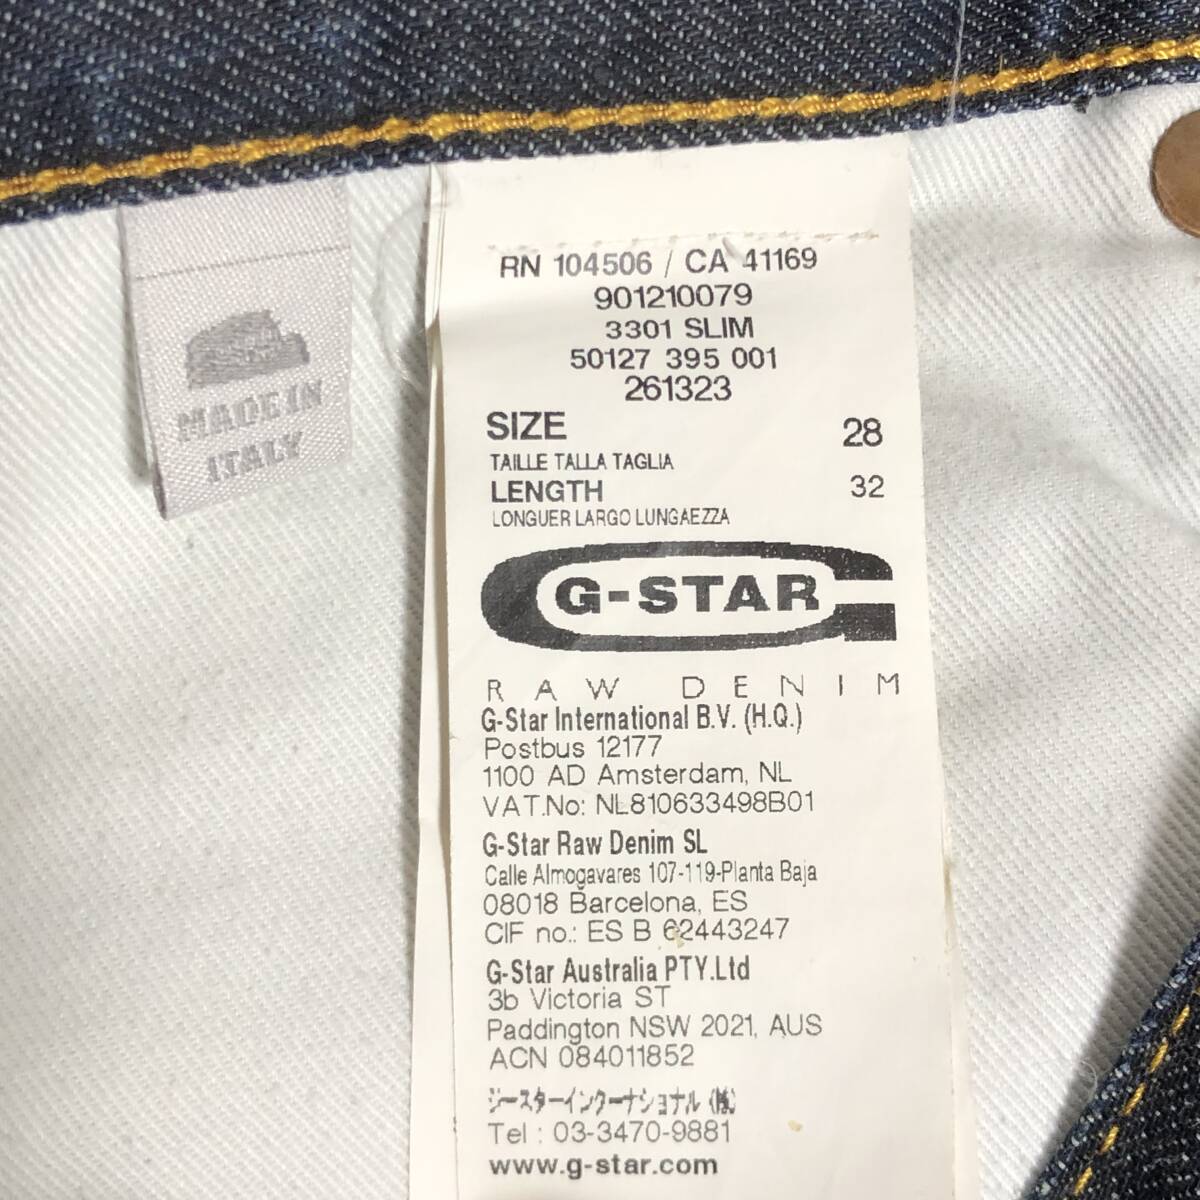 MADE IN
ITALY
RN 104506 / CA 41169
901210079
3301 SLIM
50127 395 001
261323
SIZE 28
TAILLE TALLA TAGLIA
LENGTH 32
LONGUER LARGO LUNGAEZZA
G-STAR
RAW DENIM
G-Star International B.V. (H.Q.)
Postbus 12177
1100 AD Amsterdam, NL
VAT.No: NL810633498B01
G-Star Raw Denim SL
Calle Almogavares 107-119-Planta Baja
08018 Barcelona, ES
CIF no.: ES B 62443247
G-Star Australia PTY.Ltd
3b Victoria ST
Paddington NSW 2021, AUS
ACN 084011852
ジースターインターナショナル (株)
Tel : 03-3470-9881
www.g-star.com